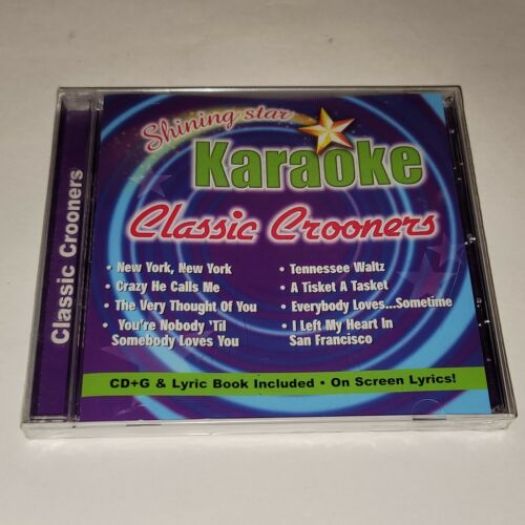 Shining star
Karaoke
Classic Crooners
• New York, New York
• Crazy He Calls Me
• The Very Thought Of You
• You're Nobody 'Til
Somebody Loves You
• Tennessee Waltz
• A Tisket A Tasket
• Everybody Loves...Sometime
• I Left My Heart In
San Francisco
CD+G & Lyric Book Included • On Screen Lyrics!
Classic Crooners